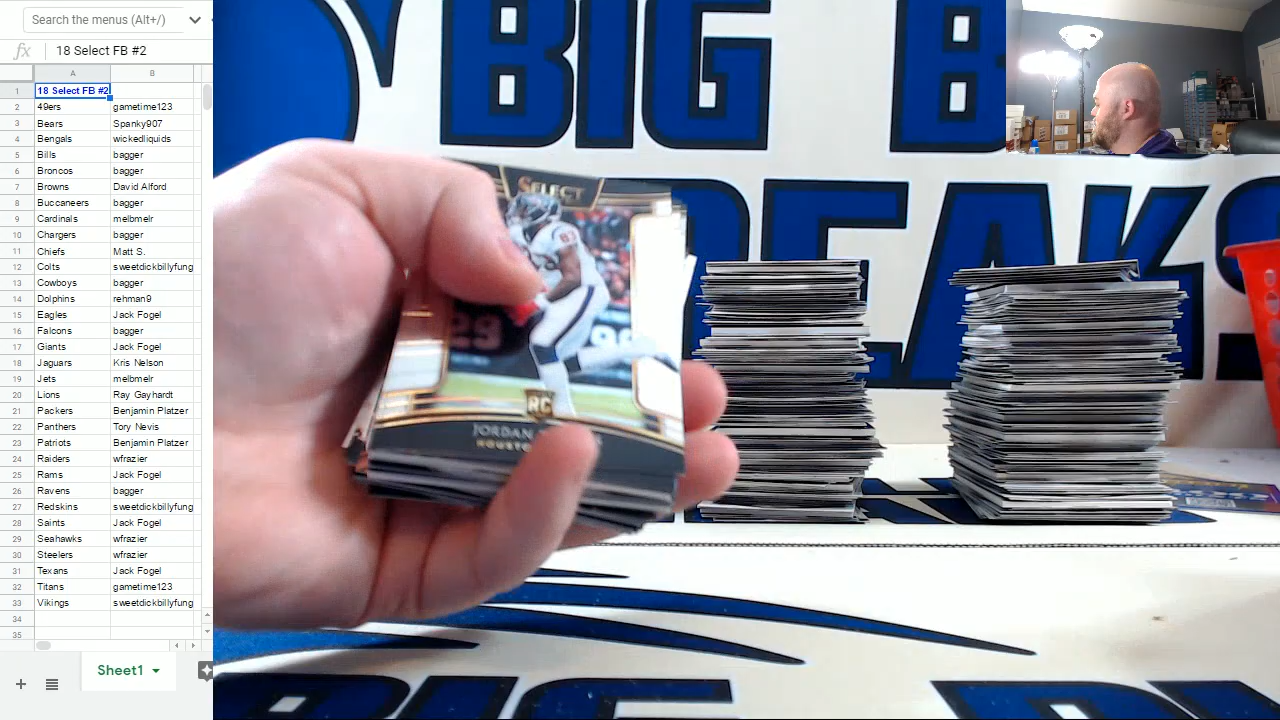 Search the menus (Alt+/)
fx 18 Select FB #2
A B
1 18 Select FB #2
2 49ers gametime123
3 Bears Spanky907
4 Bengals wickedliquids
5 Bills bagger
6 Broncos bagger
7 Browns David Alford
8 Buccaneers bagger
9 Cardinals melbmelr
10 Chargers bagger
11 Chiefs Matt S.
12 Colts sweetdickbillyfung
13 Cowboys bagger
14 Dolphins rehman9
15 Eagles Jack Fogel
16 Falcons bagger
17 Giants Jack Fogel
18 Jaguars Kris Nelson
19 Jets melbmelr
20 Lions Ray Gayhardt
21 Packers Benjamin Platzer
22 Panthers Tory Nevis
23 Patriots Benjamin Platzer
24 Raiders wfrazier
25 Rams Jack Fogel
26 Ravens bagger
27 Redskins sweetdickbillyfung
28 Saints Jack Fogel
29 Seahawks wfrazier
30 Steelers wfrazier
31 Texans Jack Fogel
32 Titans gametime123
33 Vikings sweetdickbillyfung
34
35
Sheet1
BIG B
REAKS
SELECT
29
RC
JORDAN
HOUSTO
BIG B